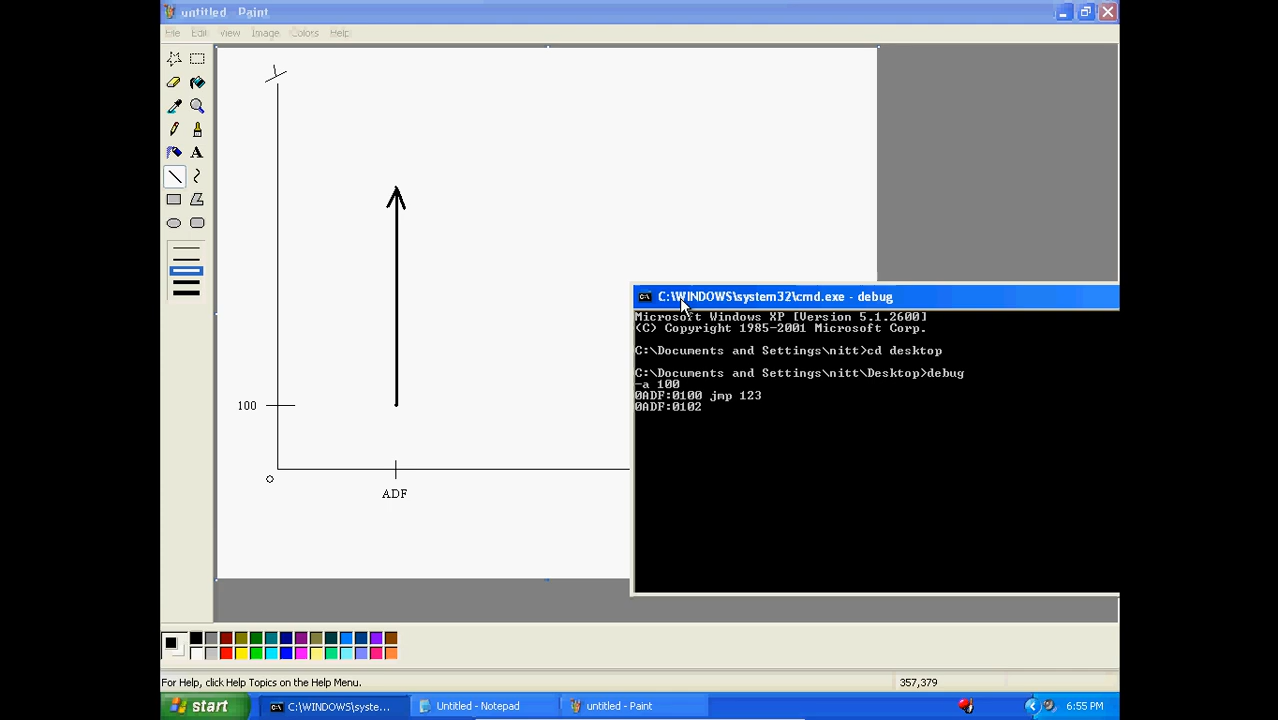 untitled - Paint
File Edit View Image Colors Help
A
100
ADF
C:\WINDOWS\system32\cmd.exe - debug
Microsoft Windows XP [Version 5.1.2600]
(C) Copyright 1985-2001 Microsoft Corp.
C:\Documents and Settings\nitt>cd desktop
C:\Documents and Settings\nitt\Desktop>debug
-a 100
0ADF:0100 jmp 123
0ADF:0102
For Help, click Help Topics on the Help Menu.
357,379
start
C:\WINDOWS\syste...
Untitled - Notepad
untitled - Paint
6:55 PM